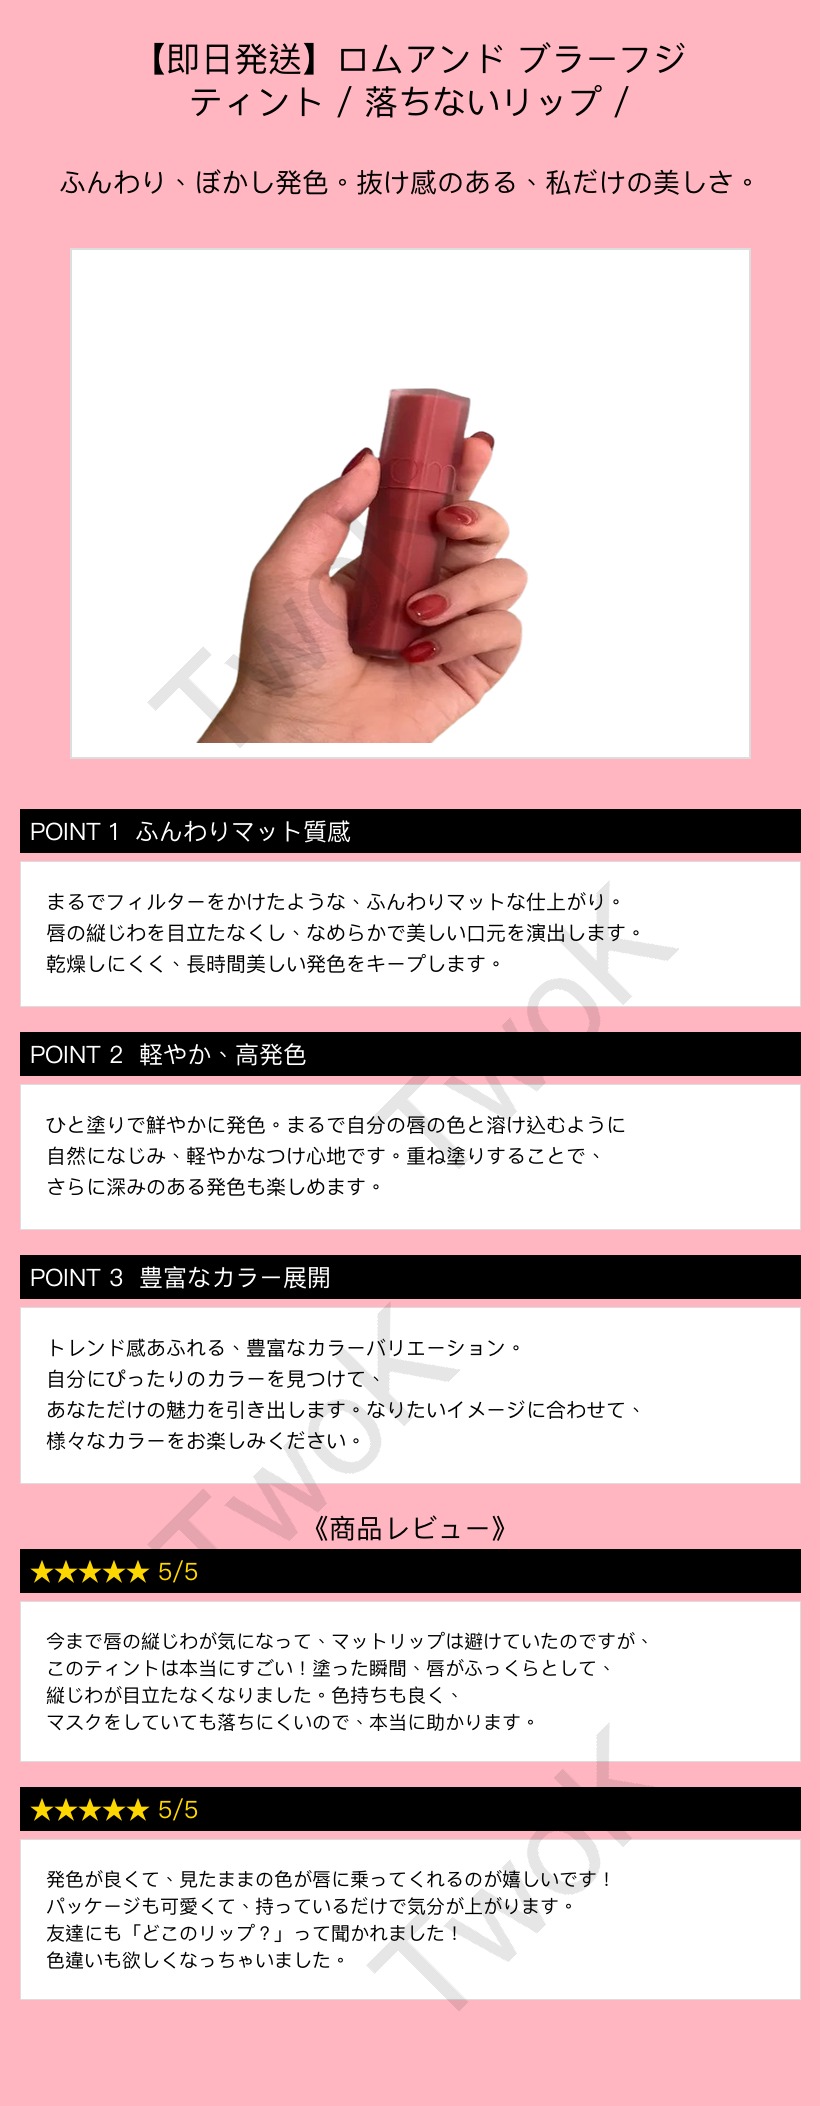 【即日発送】ロムアンド ブラーフジ
ティント / 落ちないリップ /
ふんわり、ぼかし発色。抜け感のある、私だけの美しさ。
TwoK
POINT 1 ふんわりマット質感
まるでフィルターをかけたような、ふんわりマットな仕上がり。
唇の縦じわを目立たなくし、なめらかで美しい口元を演出します。
乾燥しにくく、長時間美しい発色をキープします。
TwoK
POINT 2 軽やか、高発色
ひと塗りで鮮やかに発色。まるで自分の唇の色と溶け込むように
自然になじみ、軽やかなつけ心地です。重ね塗りすることで、
さらに深みのある発色も楽しめます。
POINT 3 豊富なカラー展開
トレンド感あふれる、豊富なカラーバリエーション。
自分にぴったりのカラーを見つけて、
あなただけの魅力を引き出します。なりたいイメージに合わせて、
様々なカラーをお楽しみください。
TwoK
《商品レビュー》
★★★★★ 5/5
今まで唇の縦じわが気になって、マットリップは避けていたのですが、
このティントは本当にすごい！塗った瞬間、唇がふっくらとして、
縦じわが目立たなくなりました。色持ちも良く、
マスクをしていても落ちにくいので、本当に助かります。
★★★★★ 5/5
発色が良くて、見たままの色が唇に乗ってくれるのが嬉しいです！
パッケージも可愛くて、持っているだけで気分が上がります。
友達にも「どこのリップ？」って聞かれました！
色違いも欲しくなっちゃいました。
TwoK